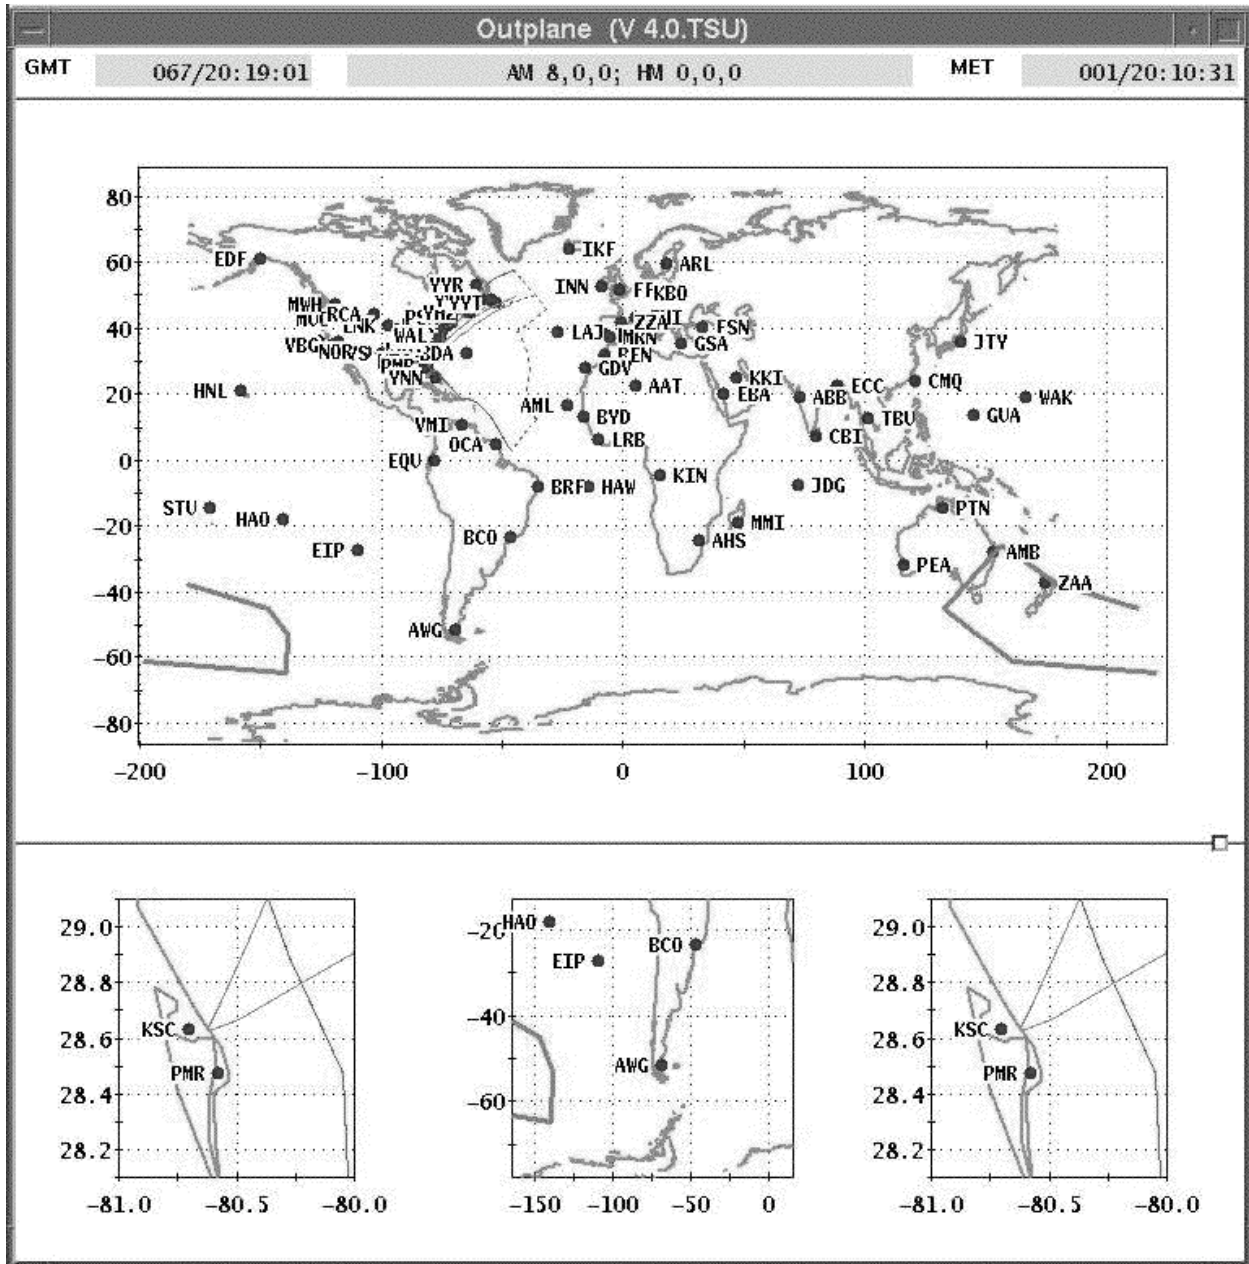 Outplane (V 4.0.TSU)
GMT 067/20:19:01 AM 8,0,0; HM 0,0,0 MET 001/20:10:31
80
60
40
20
0
-20
-40
-60
-80
-200 -100 0 100 200
IKF
EDF ARL
YYR INN KBO
YYT
MWH RCA
LNK ZZA
WAL LAJ FSN
VBG NOR GSA JTY
BDA BEN
YNN GDV KKI ECC CMQ
HNL AAT EBA ABB WAK
AML BYD TBU GUA
VMI
OCA LRB CBI
EQU
KIN
BRF HAW JDG
STU PTN
HAO MMI
BCO AHS
EIP AMB
PEA
ZAA
AWG
29.0
28.8
28.6
28.4
28.2
KSC
PMR
-81.0 -80.5 -80.0
-20
-40
-60
HAO
BCO
EIP
AWG
-150 -100 -50 0
29.0
28.8
28.6
28.4
28.2
KSC
PMR
-81.0 -80.5 -80.0